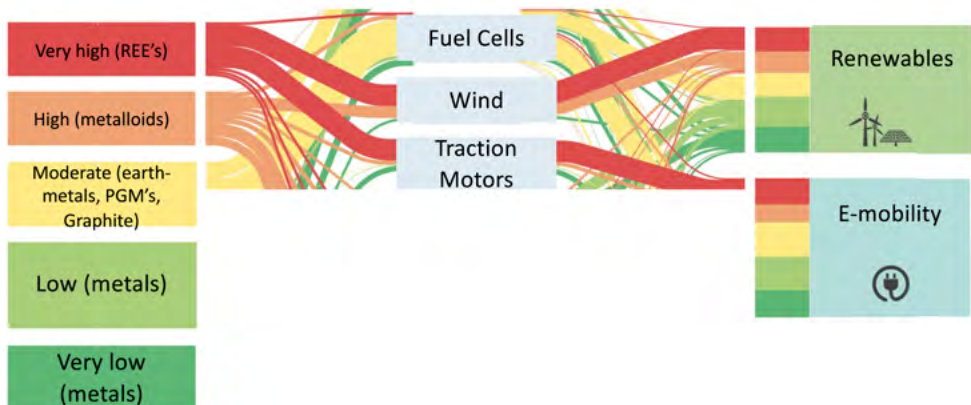 Very high (REE's)
High (metalloids)
Moderate (earth-
metals, PGM's,
Graphite)
Low (metals)
Very low
(metals)
Fuel Cells
Wind
Traction
Motors
Renewables
E-mobility